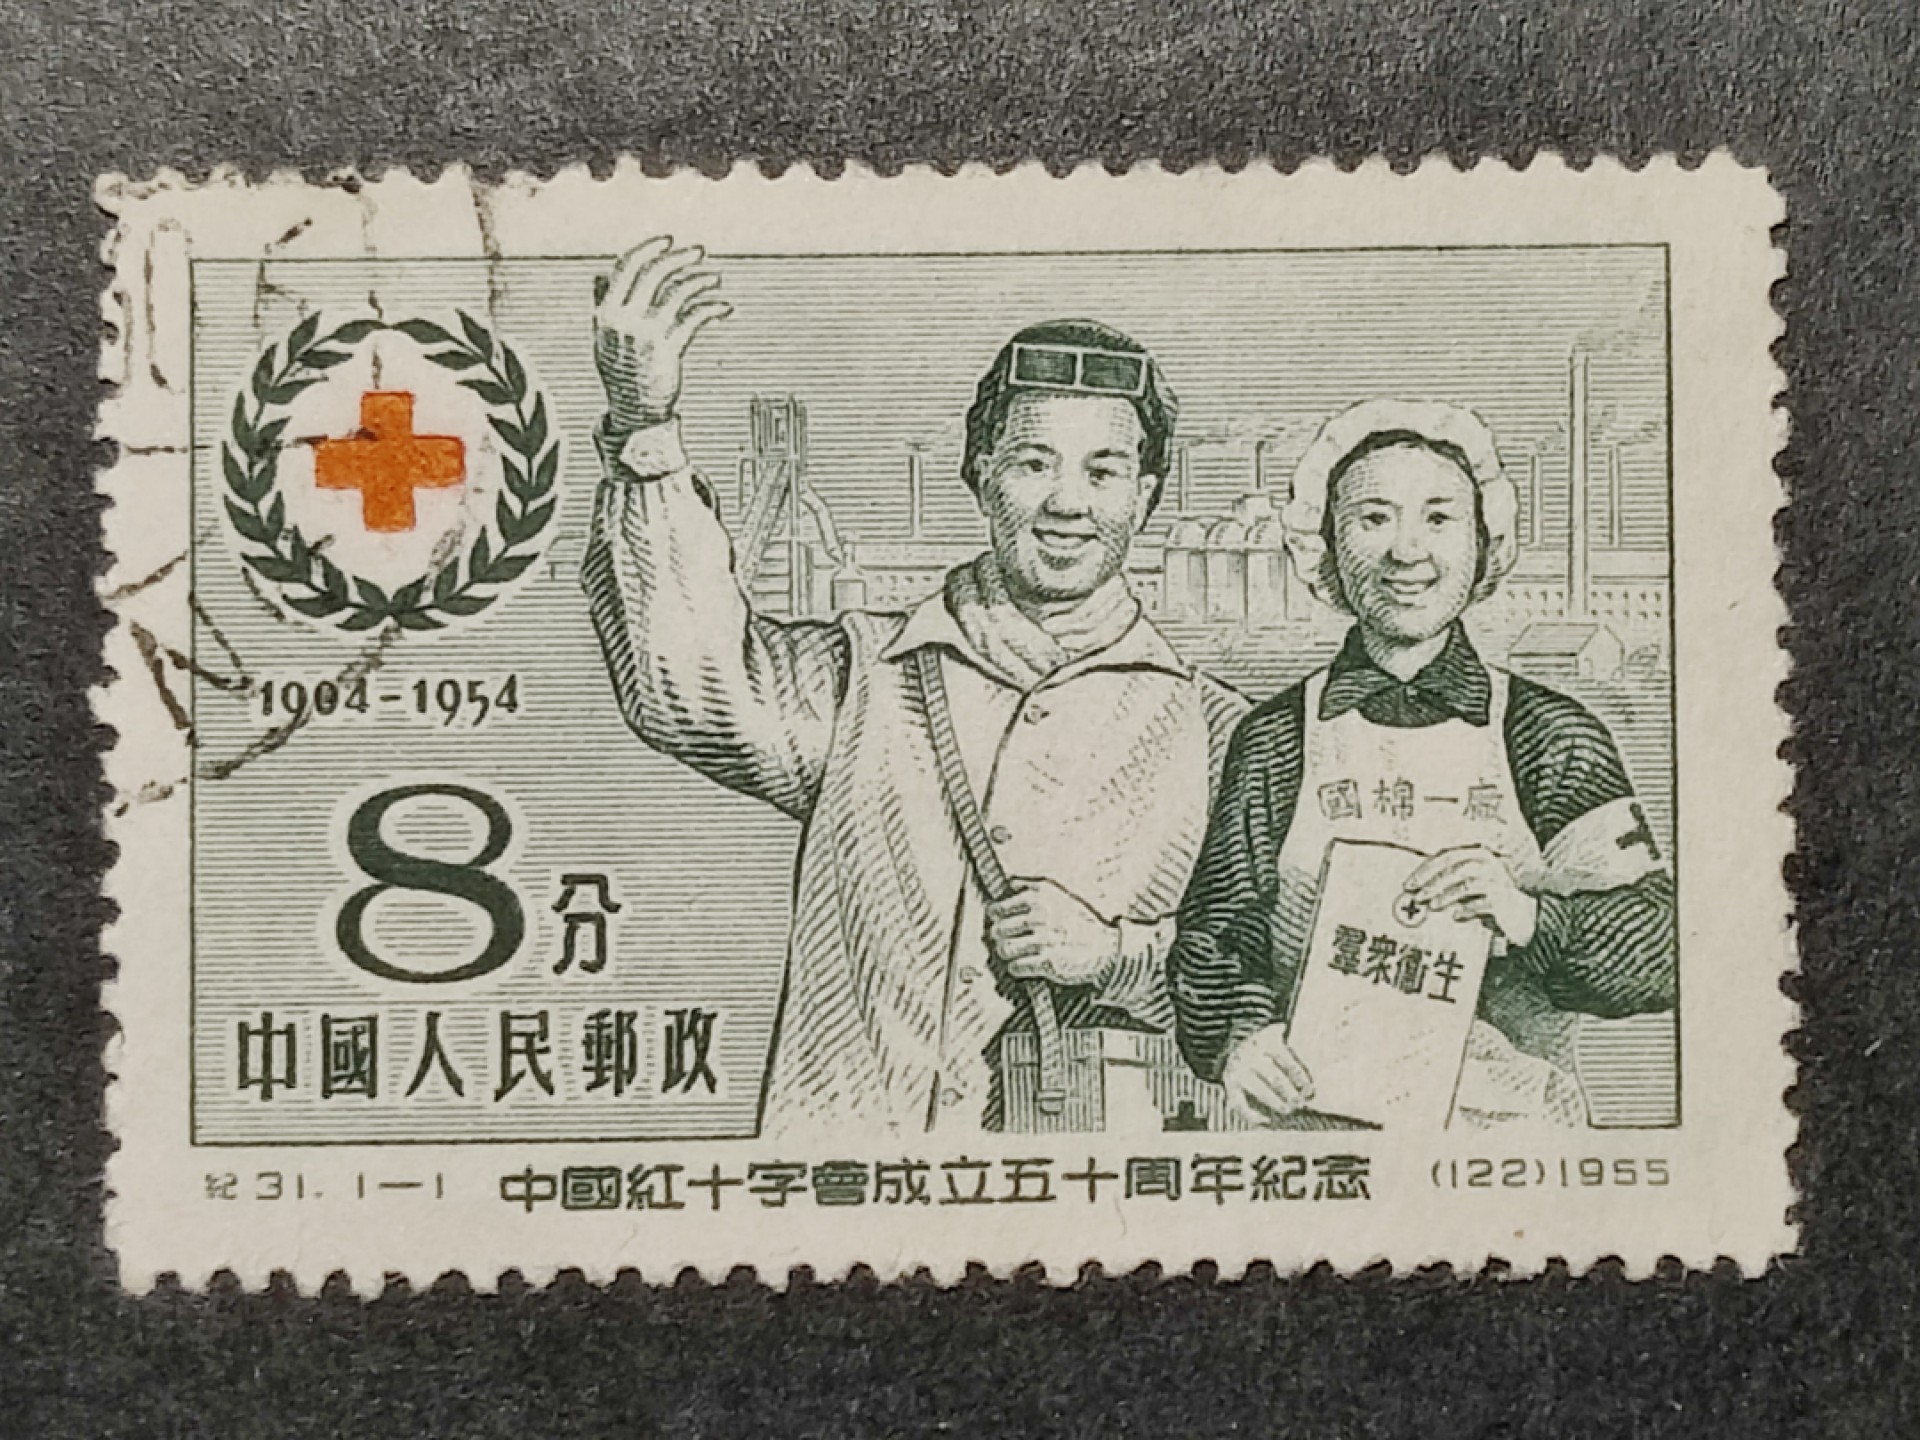 1904-1954
8分
中國人民郵政
國棉一廠
羣衆衞生
紀31. 1-1 中國紅十字會成立五十周年紀念 (122)1955